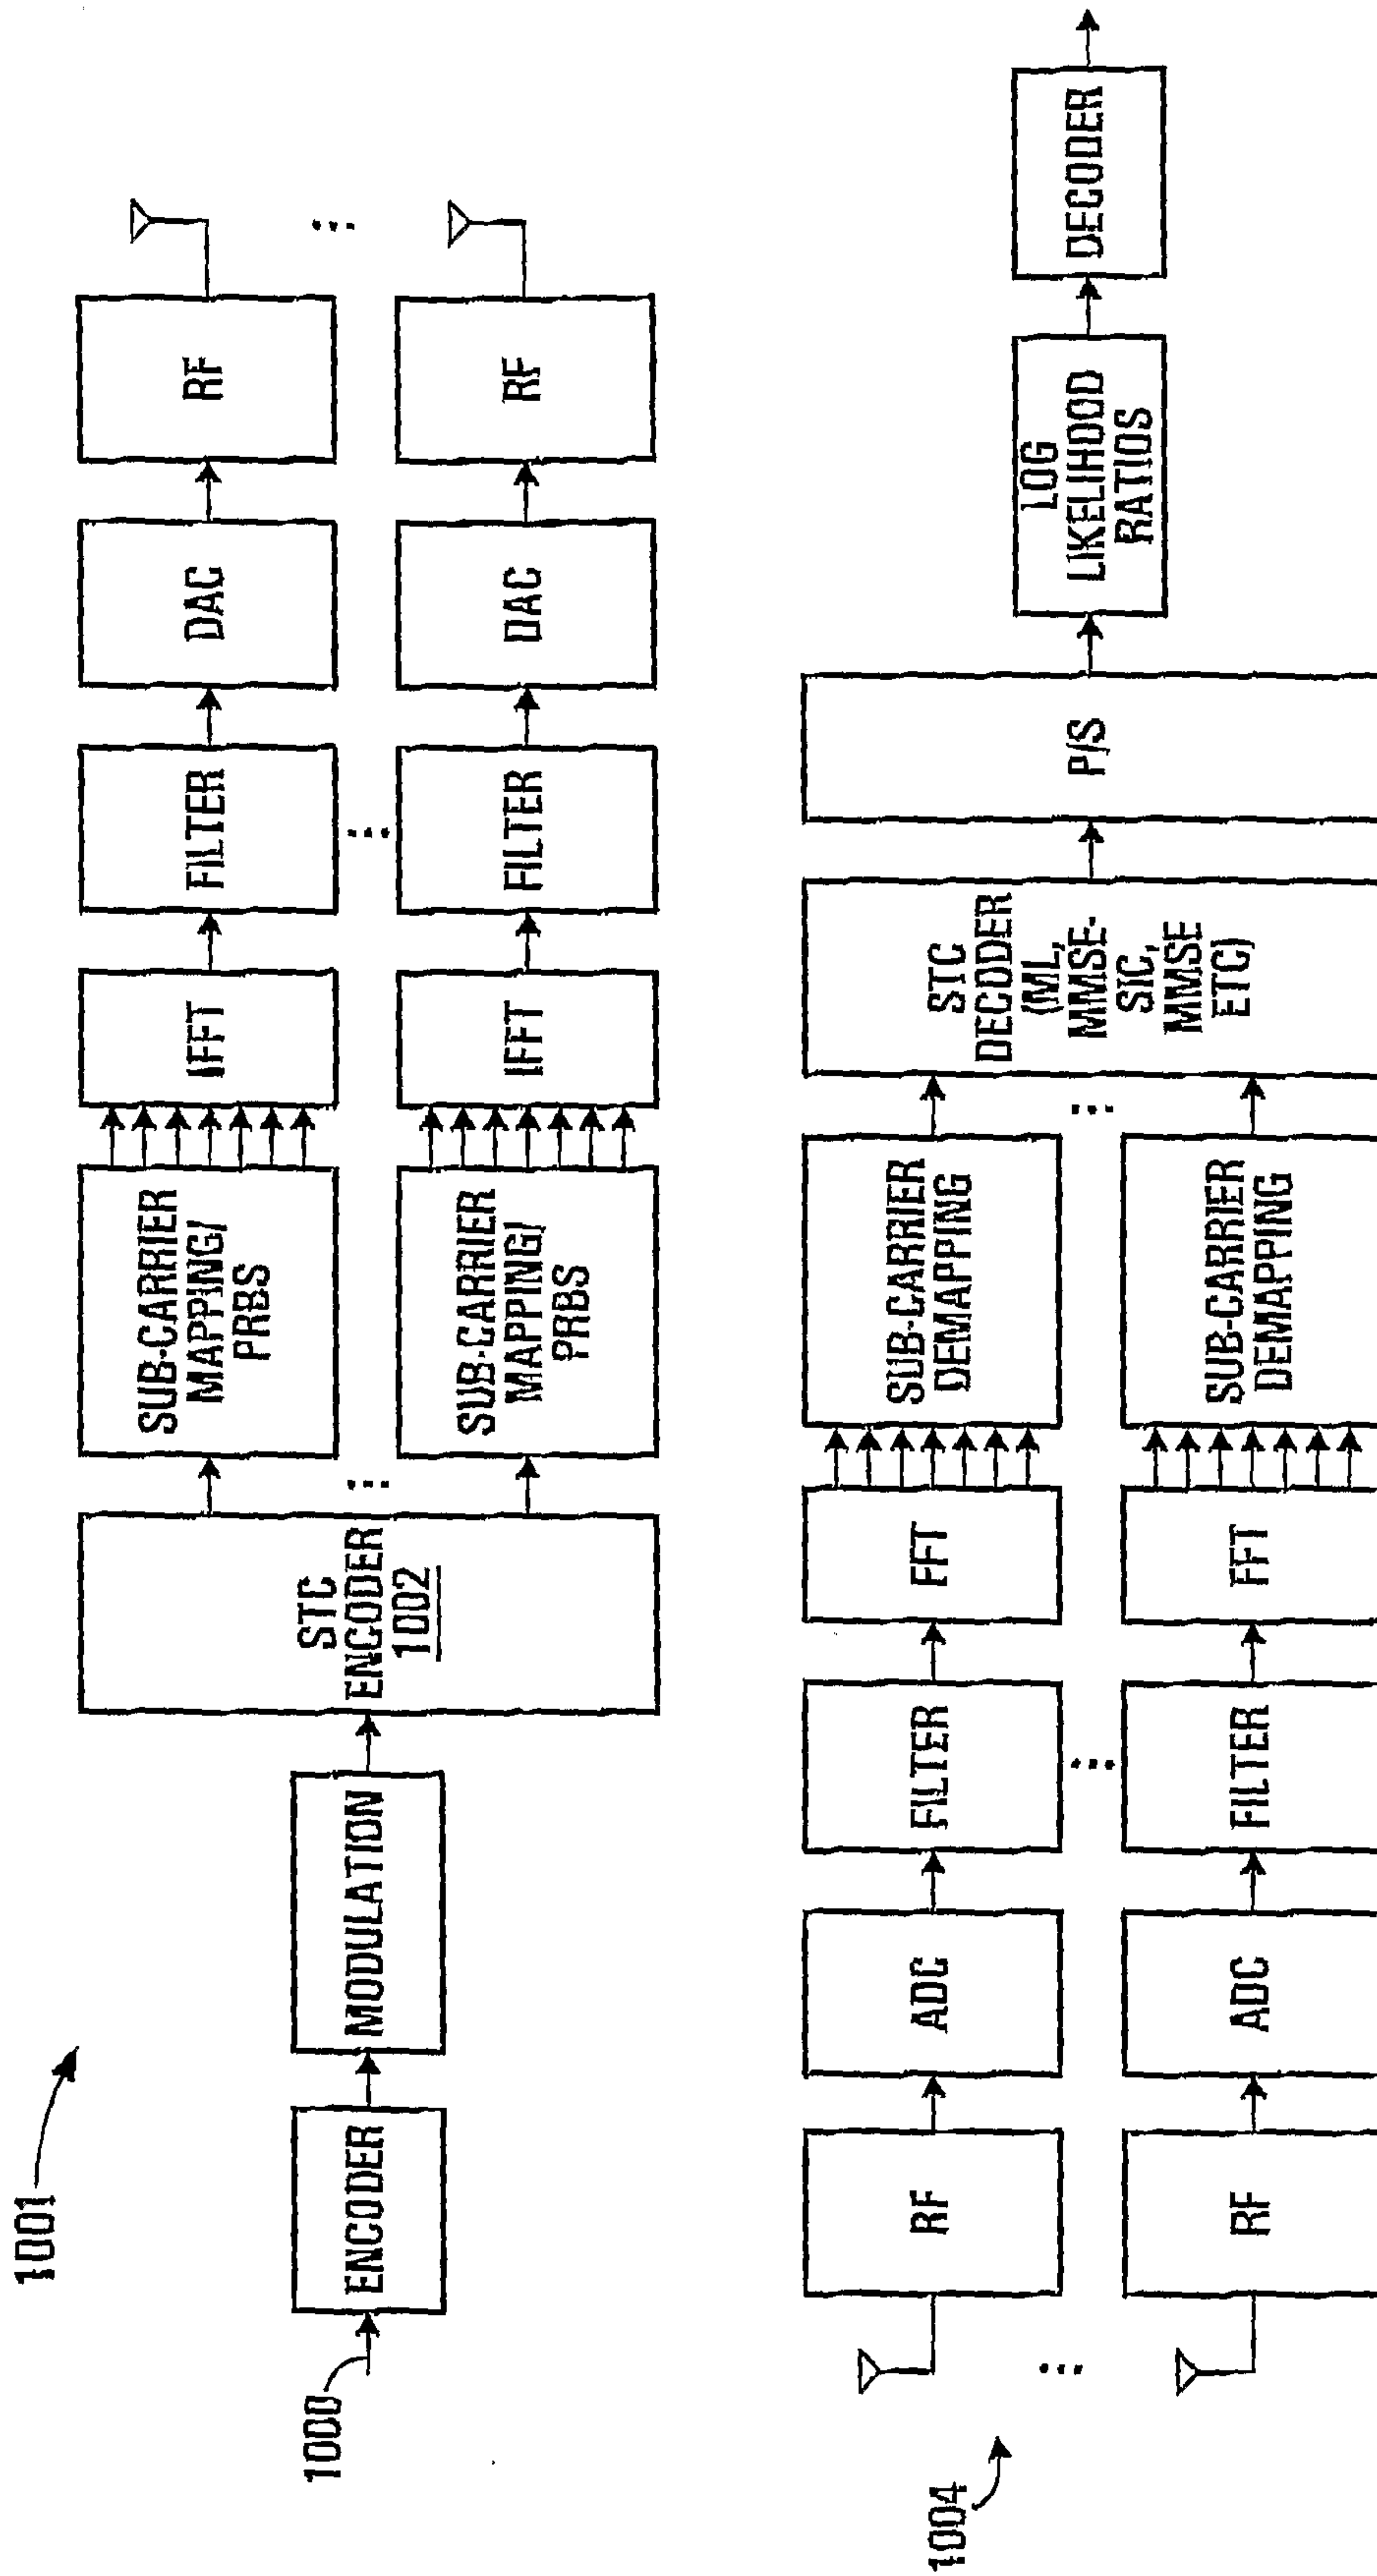 1001
1000
ENCODER
MODULATION
STC
ENCODER
1002
...
SUB-CARRIER
MAPPING/
PRBS
IFFT
FILTER
DAC
RF
SUB-CARRIER
MAPPING/
PRBS
IFFT
...
FILTER
DAC
RF
...
1004
...
RF
ADC
FILTER
FFT
SUB-CARRIER
DEMAPPING
RF
ADC
...
FILTER
FFT
SUB-CARRIER
DEMAPPING
...
STC
DECODER
(ML,
MMSE-
SIC,
MMSE
ETC)
P/S
LOG
LIKELIHOOD
RATIOS
DECODER